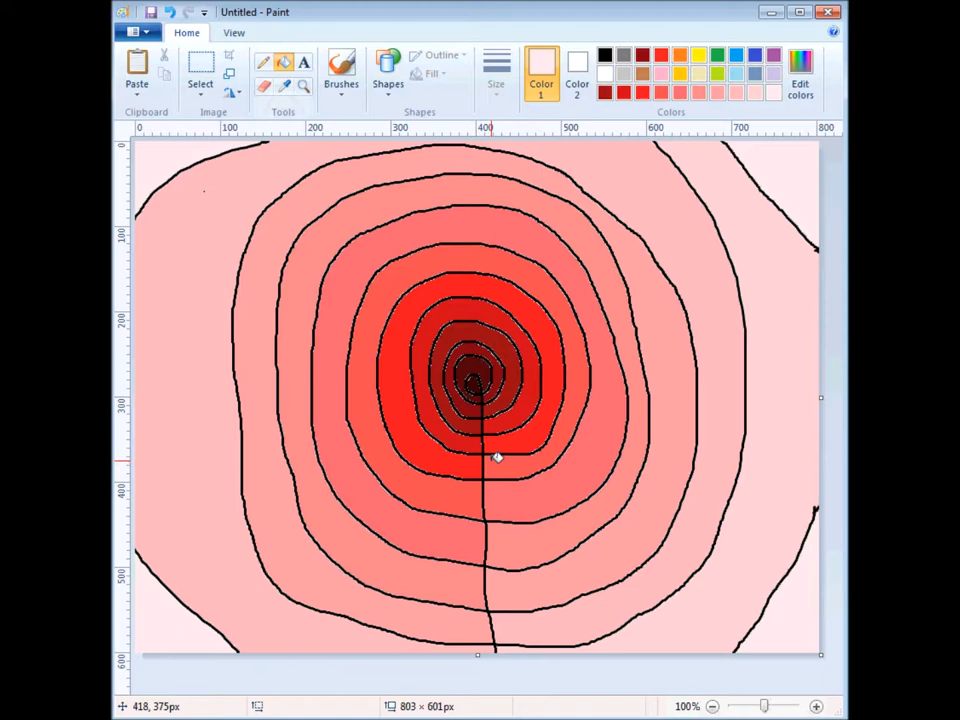 Untitled - Paint
Home View
Paste
Select
A
Brushes
Shapes
Outline
Fill
Size
Color 1
Color 2
Edit colors
Clipboard Image Tools Shapes Colors
0 100 200 300 400 500 600 700 800
0
100
200
300
400
500
600
418, 375px
803 × 601px
100%